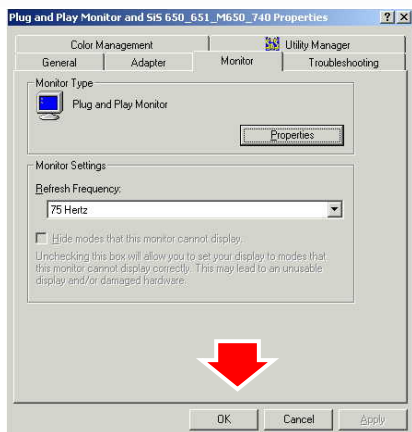 Plug and Play Monitor and SiS 650_651_M650_740 Properties
Color Management
Utility Manager
General
Adapter
Monitor
Troubleshooting
Monitor Type
Plug and Play Monitor
Properties
Monitor Settings
Refresh Frequency:
75 Hertz
Hide modes that this monitor cannot display.
Unchecking this box will allow you to set your display to modes that
this monitor cannot display correctly. This may lead to an unusable
display and/or damaged hardware.
OK
Cancel
Apply